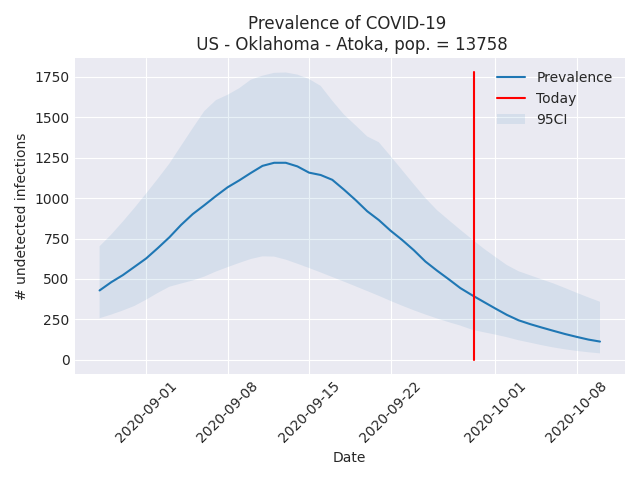 Prevalence of COVID-19
US - Oklahoma - Atoka, pop. = 13758
Prevalence
Today
95CI
# undetected infections
1750
1500
1250
1000
750
500
250
0
2020-09-01
2020-09-08
2020-09-15
2020-09-22
2020-10-01
2020-10-08
Date